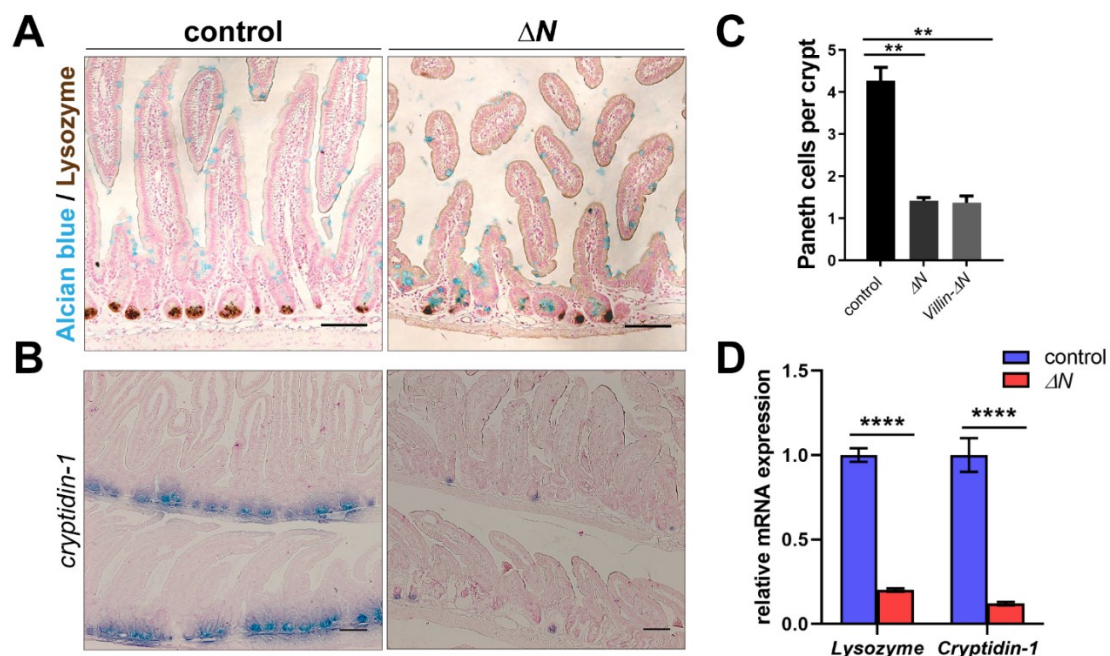 A
control
ΔN
Alcian blue / Lysozyme
B
cryptidin-1
C
**
**
Paneth cells per crypt
5
4
3
2
1
0
control
ΔN
Villin-ΔN
D
control
ΔN
relative mRNA expression
1.5
1.0
0.5
0.0
****
****
Lysozyme
Cryptidin-1